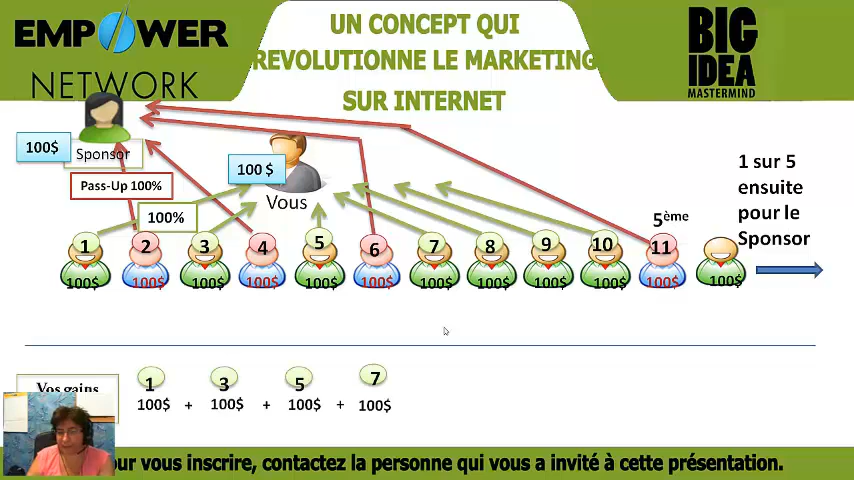 EMPOWER
NETWORK
UN CONCEPT QUI
REVOLUTIONNE LE MARKETING
SUR INTERNET
BIG
IDEA
MASTERMIND
100$
Sponsor
Pass-Up 100%
100%
100 $
Vous
1 sur 5
ensuite
pour le
Sponsor
5ème
1 2 3 4 5 6 7 8 9 10 11
100$ 100$ 100$ 100$ 100$ 100$ 100$ 100$ 100$ 100$ 100$ 100$
Vos gains
1 3 5 7
100$ + 100$ + 100$ + 100$
our vous inscrire, contactez la personne qui vous a invité à cette présentation.